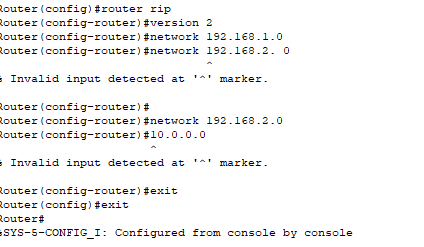 Router(config)#router rip
Router(config-router)#version 2
Router(config-router)#network 192.168.1.0
Router(config-router)#network 192.168.2. 0
^
% Invalid input detected at '^' marker.
Router(config-router)#
Router(config-router)#network 192.168.2.0
Router(config-router)#10.0.0.0
^
% Invalid input detected at '^' marker.
Router(config-router)#exit
Router(config)#exit
Router#
%SYS-5-CONFIG_I: Configured from console by console